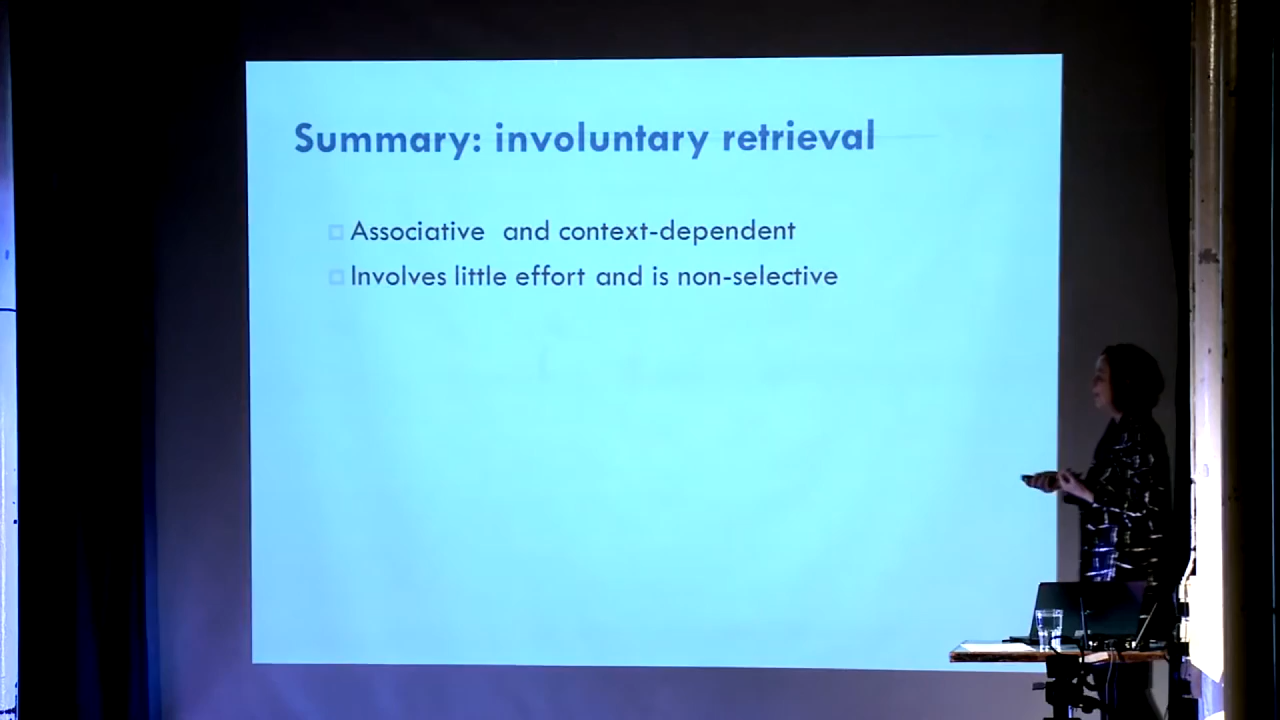 Summary: involuntary retrieval
Associative and context-dependent
Involves little effort and is non-selective